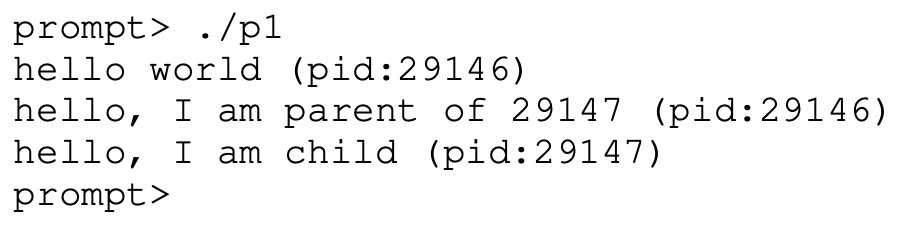 prompt> ./p1
hello world (pid:29146)
hello, I am parent of 29147 (pid:29146)
hello, I am child (pid:29147)
prompt>